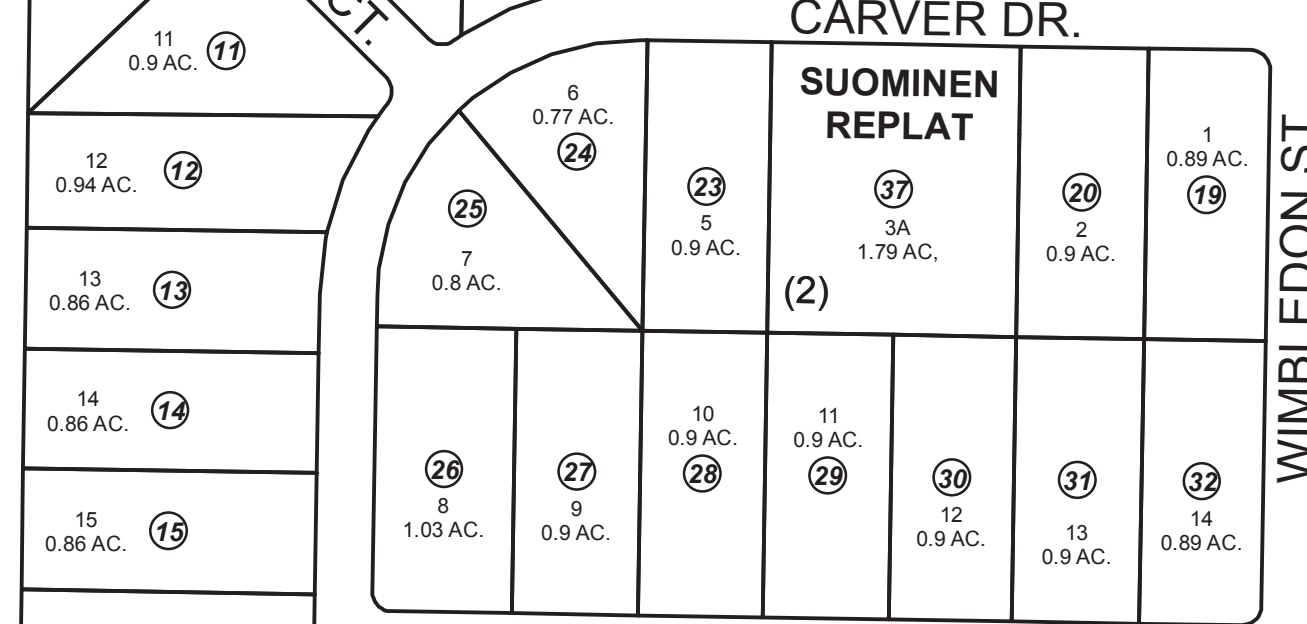 CT.
CARVER DR.
WIMBLEDON ST
SUOMINEN
REPLAT
11
0.9 AC.
11
12
0.94 AC.
12
13
0.86 AC.
13
14
0.86 AC.
14
15
0.86 AC.
15
6
0.77 AC.
24
25
7
0.8 AC.
23
5
0.9 AC.
37
3A
1.79 AC,
(2)
20
2
0.9 AC.
1
0.89 AC.
19
26
8
1.03 AC.
27
9
0.9 AC.
10
0.9 AC.
28
11
0.9 AC.
29
30
12
0.9 AC.
31
13
0.9 AC.
32
14
0.89 AC.